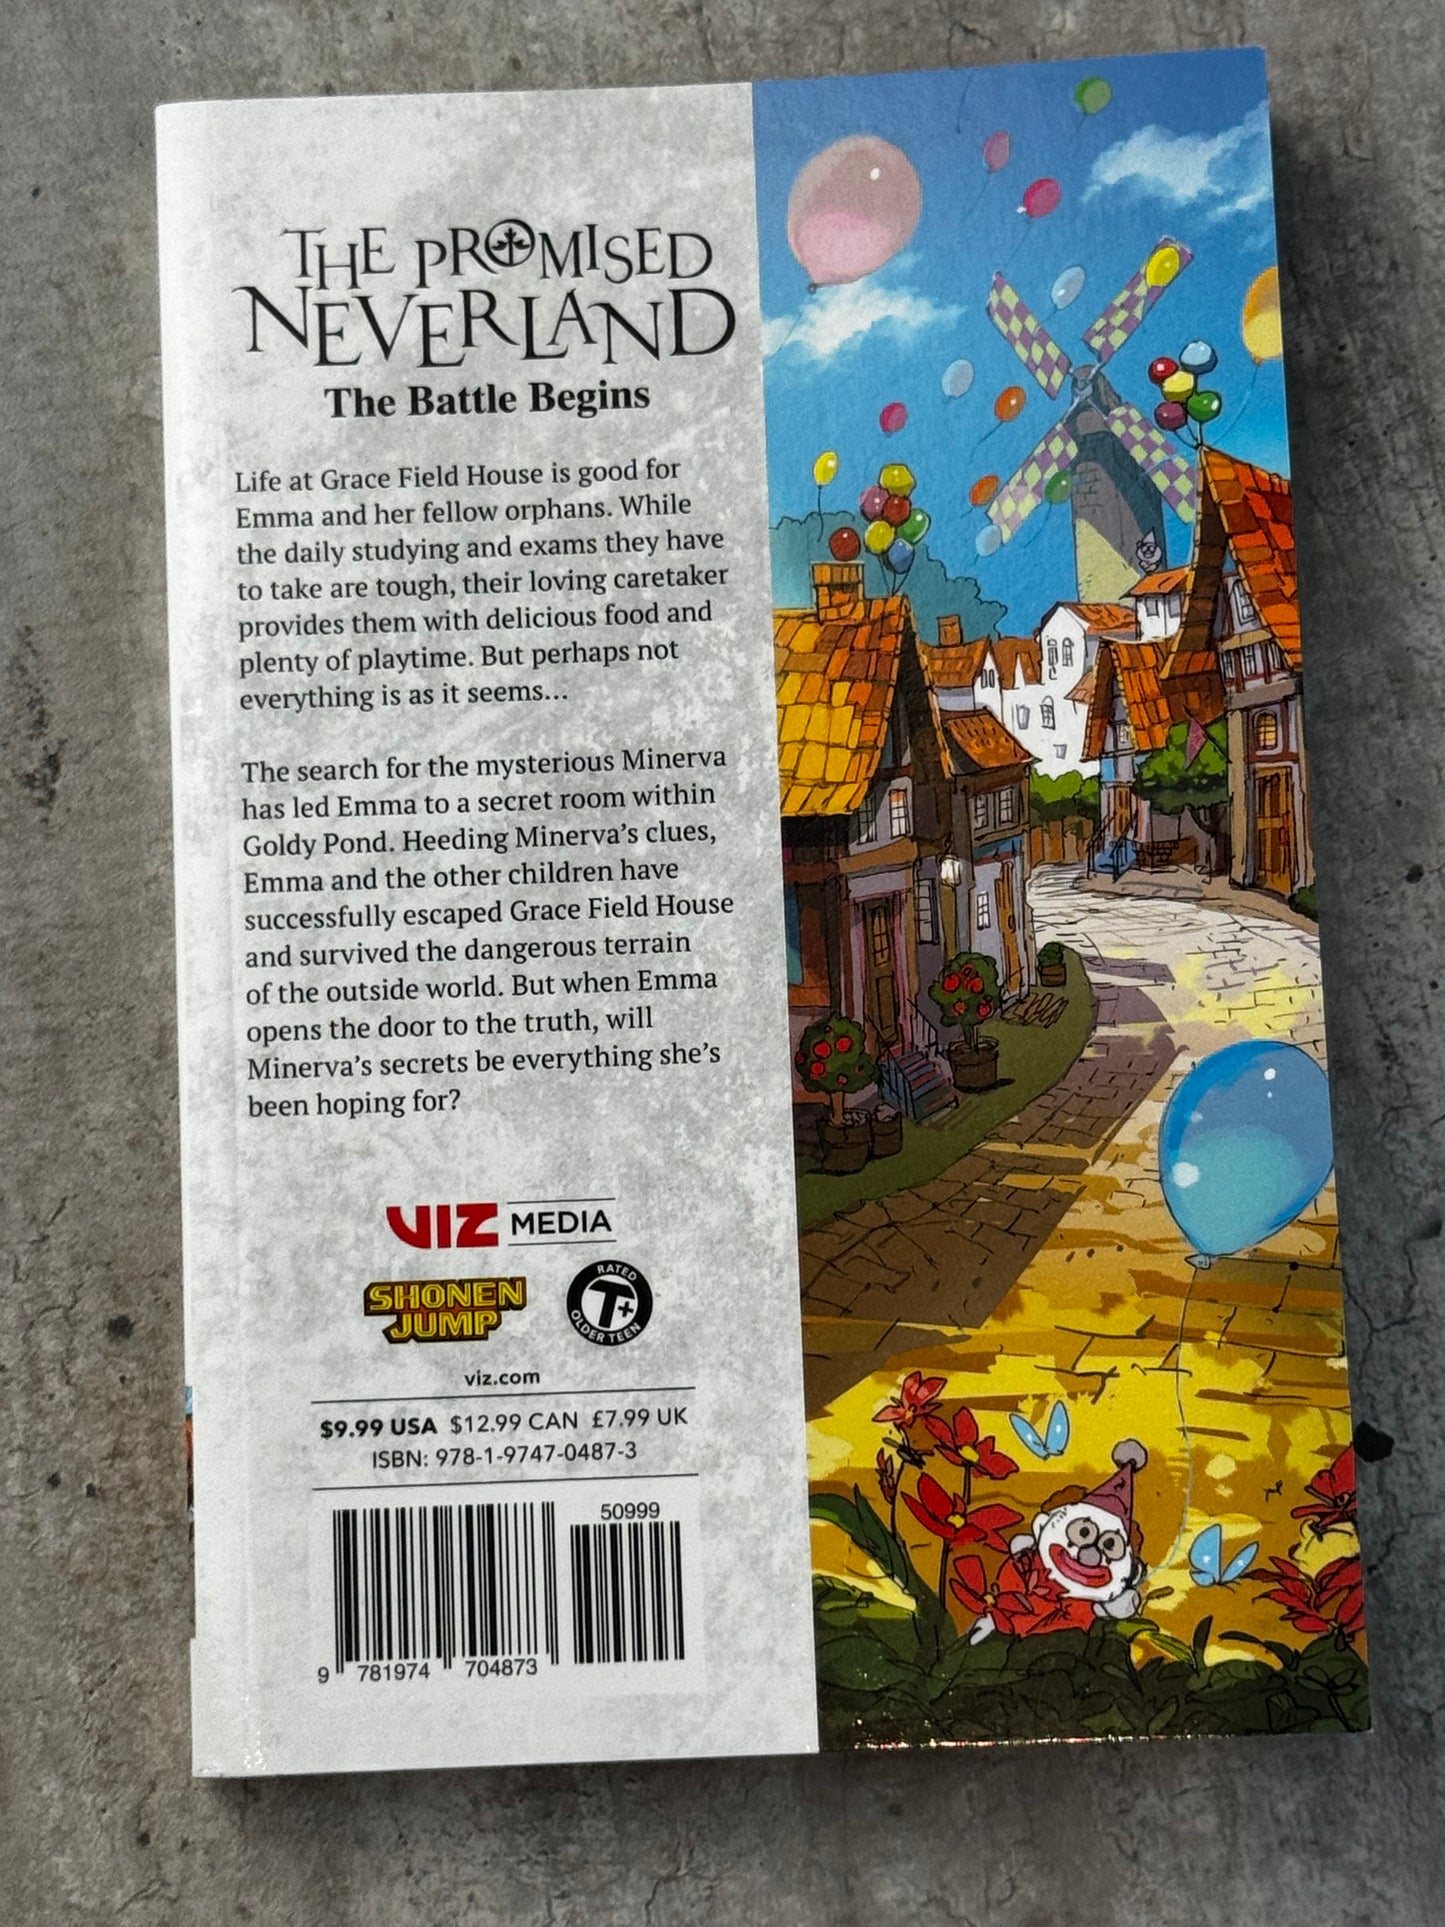 THE PROMISED
NEVERLAND
The Battle Begins
Life at Grace Field House is good for
Emma and her fellow orphans. While
the daily studying and exams they have
to take are tough, their loving caretaker
provides them with delicious food and
plenty of playtime. But perhaps not
everything is as it seems…
The search for the mysterious Minerva
has led Emma to a secret room within
Goldy Pond. Heeding Minerva’s clues,
Emma and the other children have
successfully escaped Grace Field House
and survived the dangerous terrain
of the outside world. But when Emma
opens the door to the truth, will
Minerva’s secrets be everything she’s
been hoping for?
VIZ MEDIA
SHONEN
JUMP
RATED
T+
OLDER TEEN
viz.com
$9.99 USA $12.99 CAN £7.99 UK
ISBN: 978-1-9747-0487-3
50999
9 781974 704873